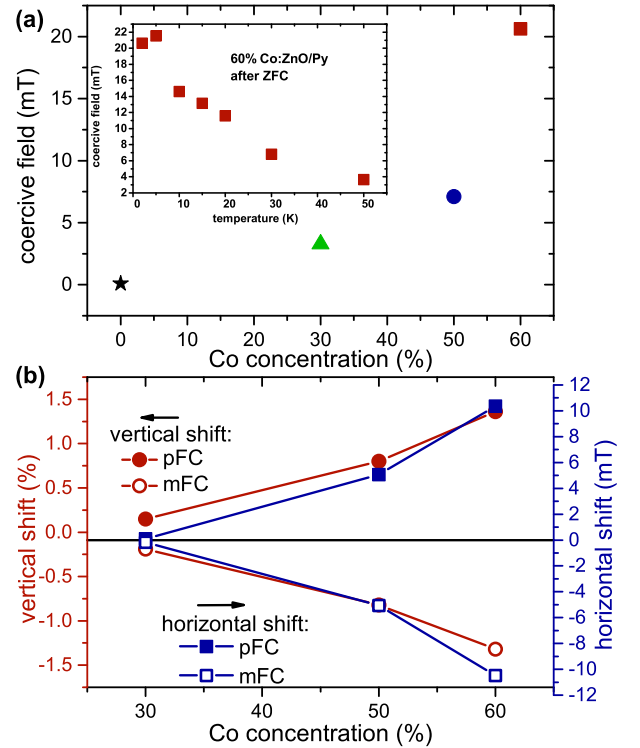 (a)
coercive field (mT)
20
15
10
5
0
22
20
18
16
14
12
10
8
6
4
2
coercive field (mT)
60% Co:ZnO/Py
after ZFC
0 10 20 30 40 50
temperature (K)
0 10 20 30 40 50 60
Co concentration (%)
(b)
vertical shift (%)
1.5
1.0
0.5
0.0
-0.5
-1.0
-1.5
vertical shift:
pFC
mFC
horizontal shift:
pFC
mFC
12
10
8
6
4
2
0
-2
-4
-6
-8
-10
-12
horizontal shift (mT)
30 40 50 60
Co concentration (%)